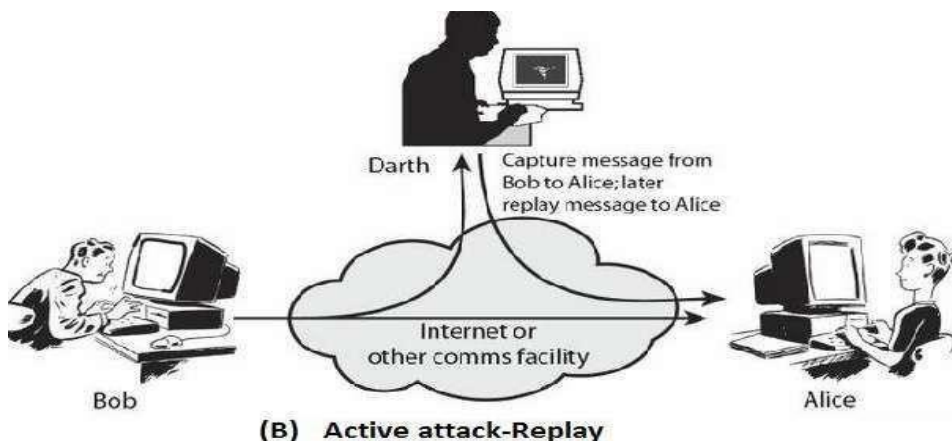 Darth
Capture message from
Bob to Alice; later
replay message to Alice
Internet or
other comms facility
Bob
Alice
(B) Active attack-Replay